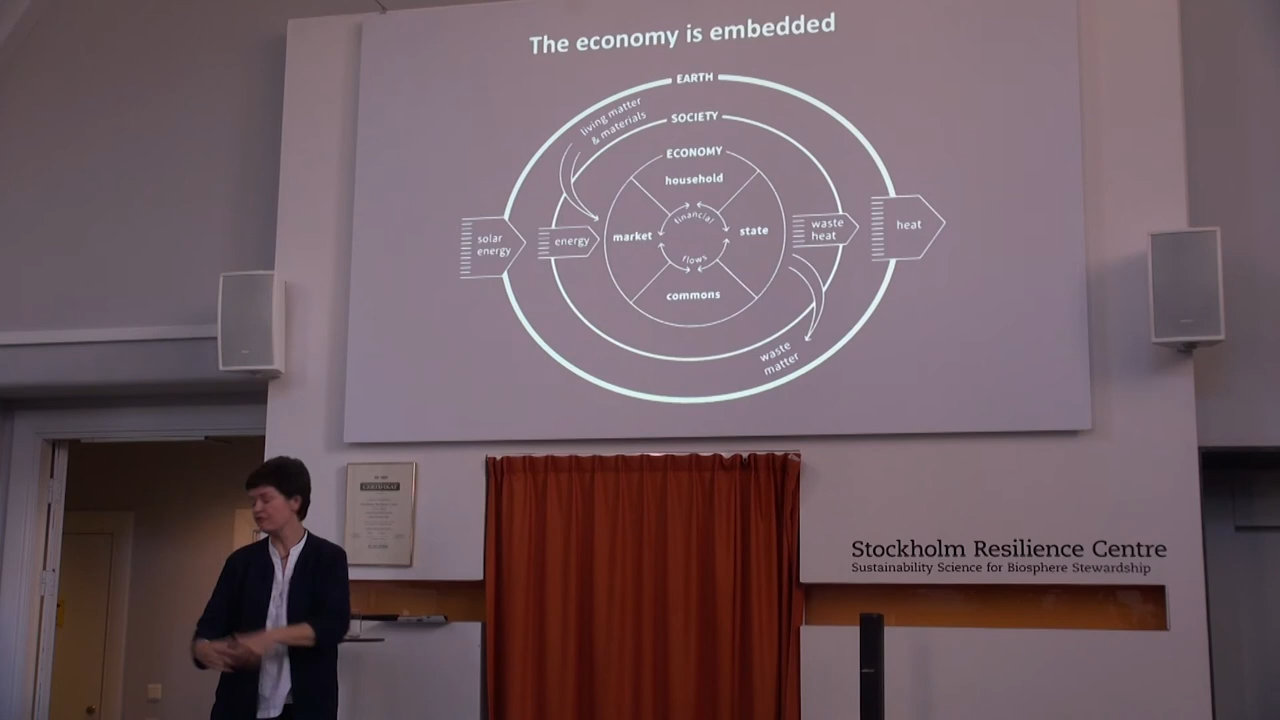 The economy is embedded
EARTH
living matter
& materials
SOCIETY
ECONOMY
household
financial
solar
energy
energy
market
state
waste
heat
heat
flows
commons
waste
matter
CERTIFIKAT
Stockholm Resilience Centre
Sustainability Science for Biosphere Stewardship